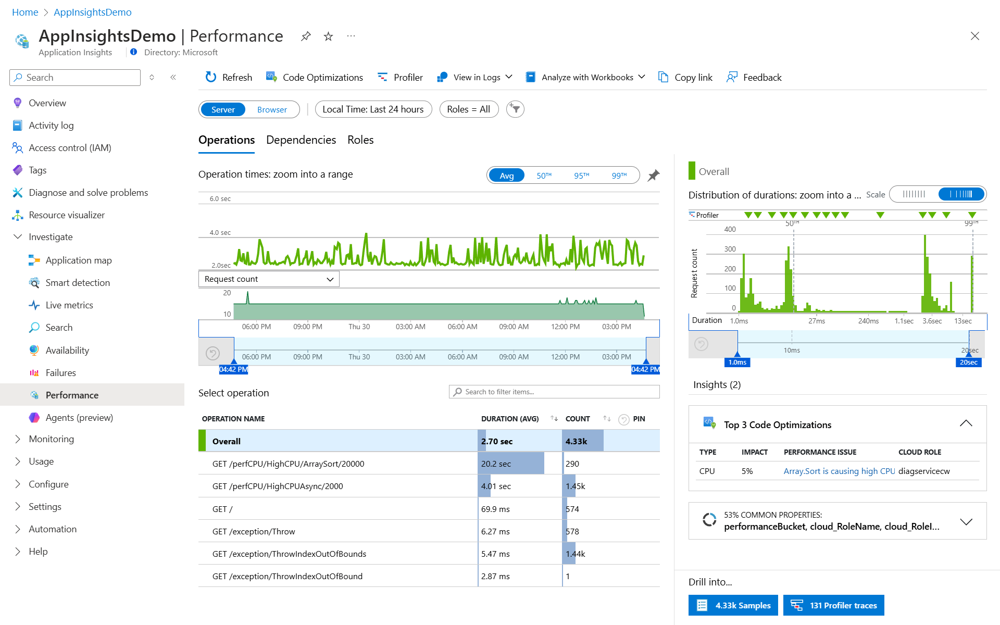 Home > AppInsightsDemo
AppInsightsDemo | Performance
Application Insights
Directory: Microsoft
Search
Overview
Activity log
Access control (IAM)
Tags
Diagnose and solve problems
Resource visualizer
Investigate
Application map
Smart detection
Live metrics
Search
Availability
Failures
Performance
Agents (preview)
Monitoring
Usage
Configure
Settings
Automation
Help
Refresh
Code Optimizations
Profiler
View in Logs
Analyze with Workbooks
Copy link
Feedback
Server
Browser
Local Time: Last 24 hours
Roles = All
Operations
Dependencies
Roles
Operation times: zoom into a range
Avg
50TH
95TH
99TH
6.0 sec
4.0 sec
2.0sec
Request count
20
10
06:00 PM 09:00 PM Thu 30 03:00 AM 06:00 AM 09:00 AM 12:00 PM 03:00 PM
06:00 PM 09:00 PM Thu 30 03:00 AM 06:00 AM 09:00 AM 12:00 PM 03:00 PM
04:42 PM 04:42 PM
Select operation
Search to filter items...
OPERATION NAME DURATION (AVG) COUNT PIN
Overall 2.70 sec 4.33k
GET /perfCPU/HighCPU/ArraySort/20000 20.2 sec 290
GET /perfCPU/HighCPUAsync/2000 4.01 sec 1.45k
GET / 69.9 ms 574
GET /exception/Throw 6.27 ms 578
GET /exception/ThrowIndexOutOfBounds 5.47 ms 1.44k
GET /exception/ThrowIndexOutOfBound 2.87 ms 1
Overall
Distribution of durations: zoom into a ... Scale
Profiler
50TH 99TH
Request count
400
300
200
100
0
Duration 1.0ms 27ms 240ms 1.1sec 3.6sec 13sec
10ms 20sec
1.0ms 20sec
Insights (2)
Top 3 Code Optimizations
TYPE IMPACT PERFORMANCE ISSUE CLOUD ROLE
CPU 5% Array.Sort is causing high CPU diagservicecw
53% COMMON PROPERTIES:
performanceBucket, cloud_RoleName, cloud_RoleI...
Drill into...
4.33k Samples
131 Profiler traces